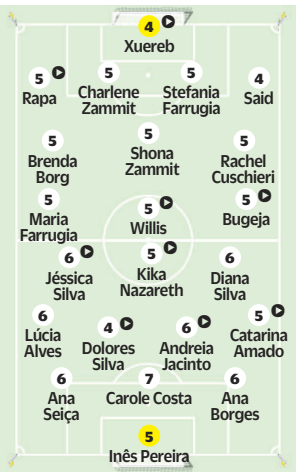 4
Xuereb
5 5 5 4
Rapa Charlene Zammit Stefania Farrugia Said
5 5 5
Brenda Borg Shona Zammit Rachel Cuschieri
5 5 5
Maria Farrugia Willis Bugeja
6 5 6
Jéssica Silva Kika Nazareth Diana Silva
6 4 6 5
Lúcia Alves Dolores Silva Andreia Jacinto Catarina Amado
6 7 6
Ana Seiça Carole Costa Ana Borges
5
Inês Pereira